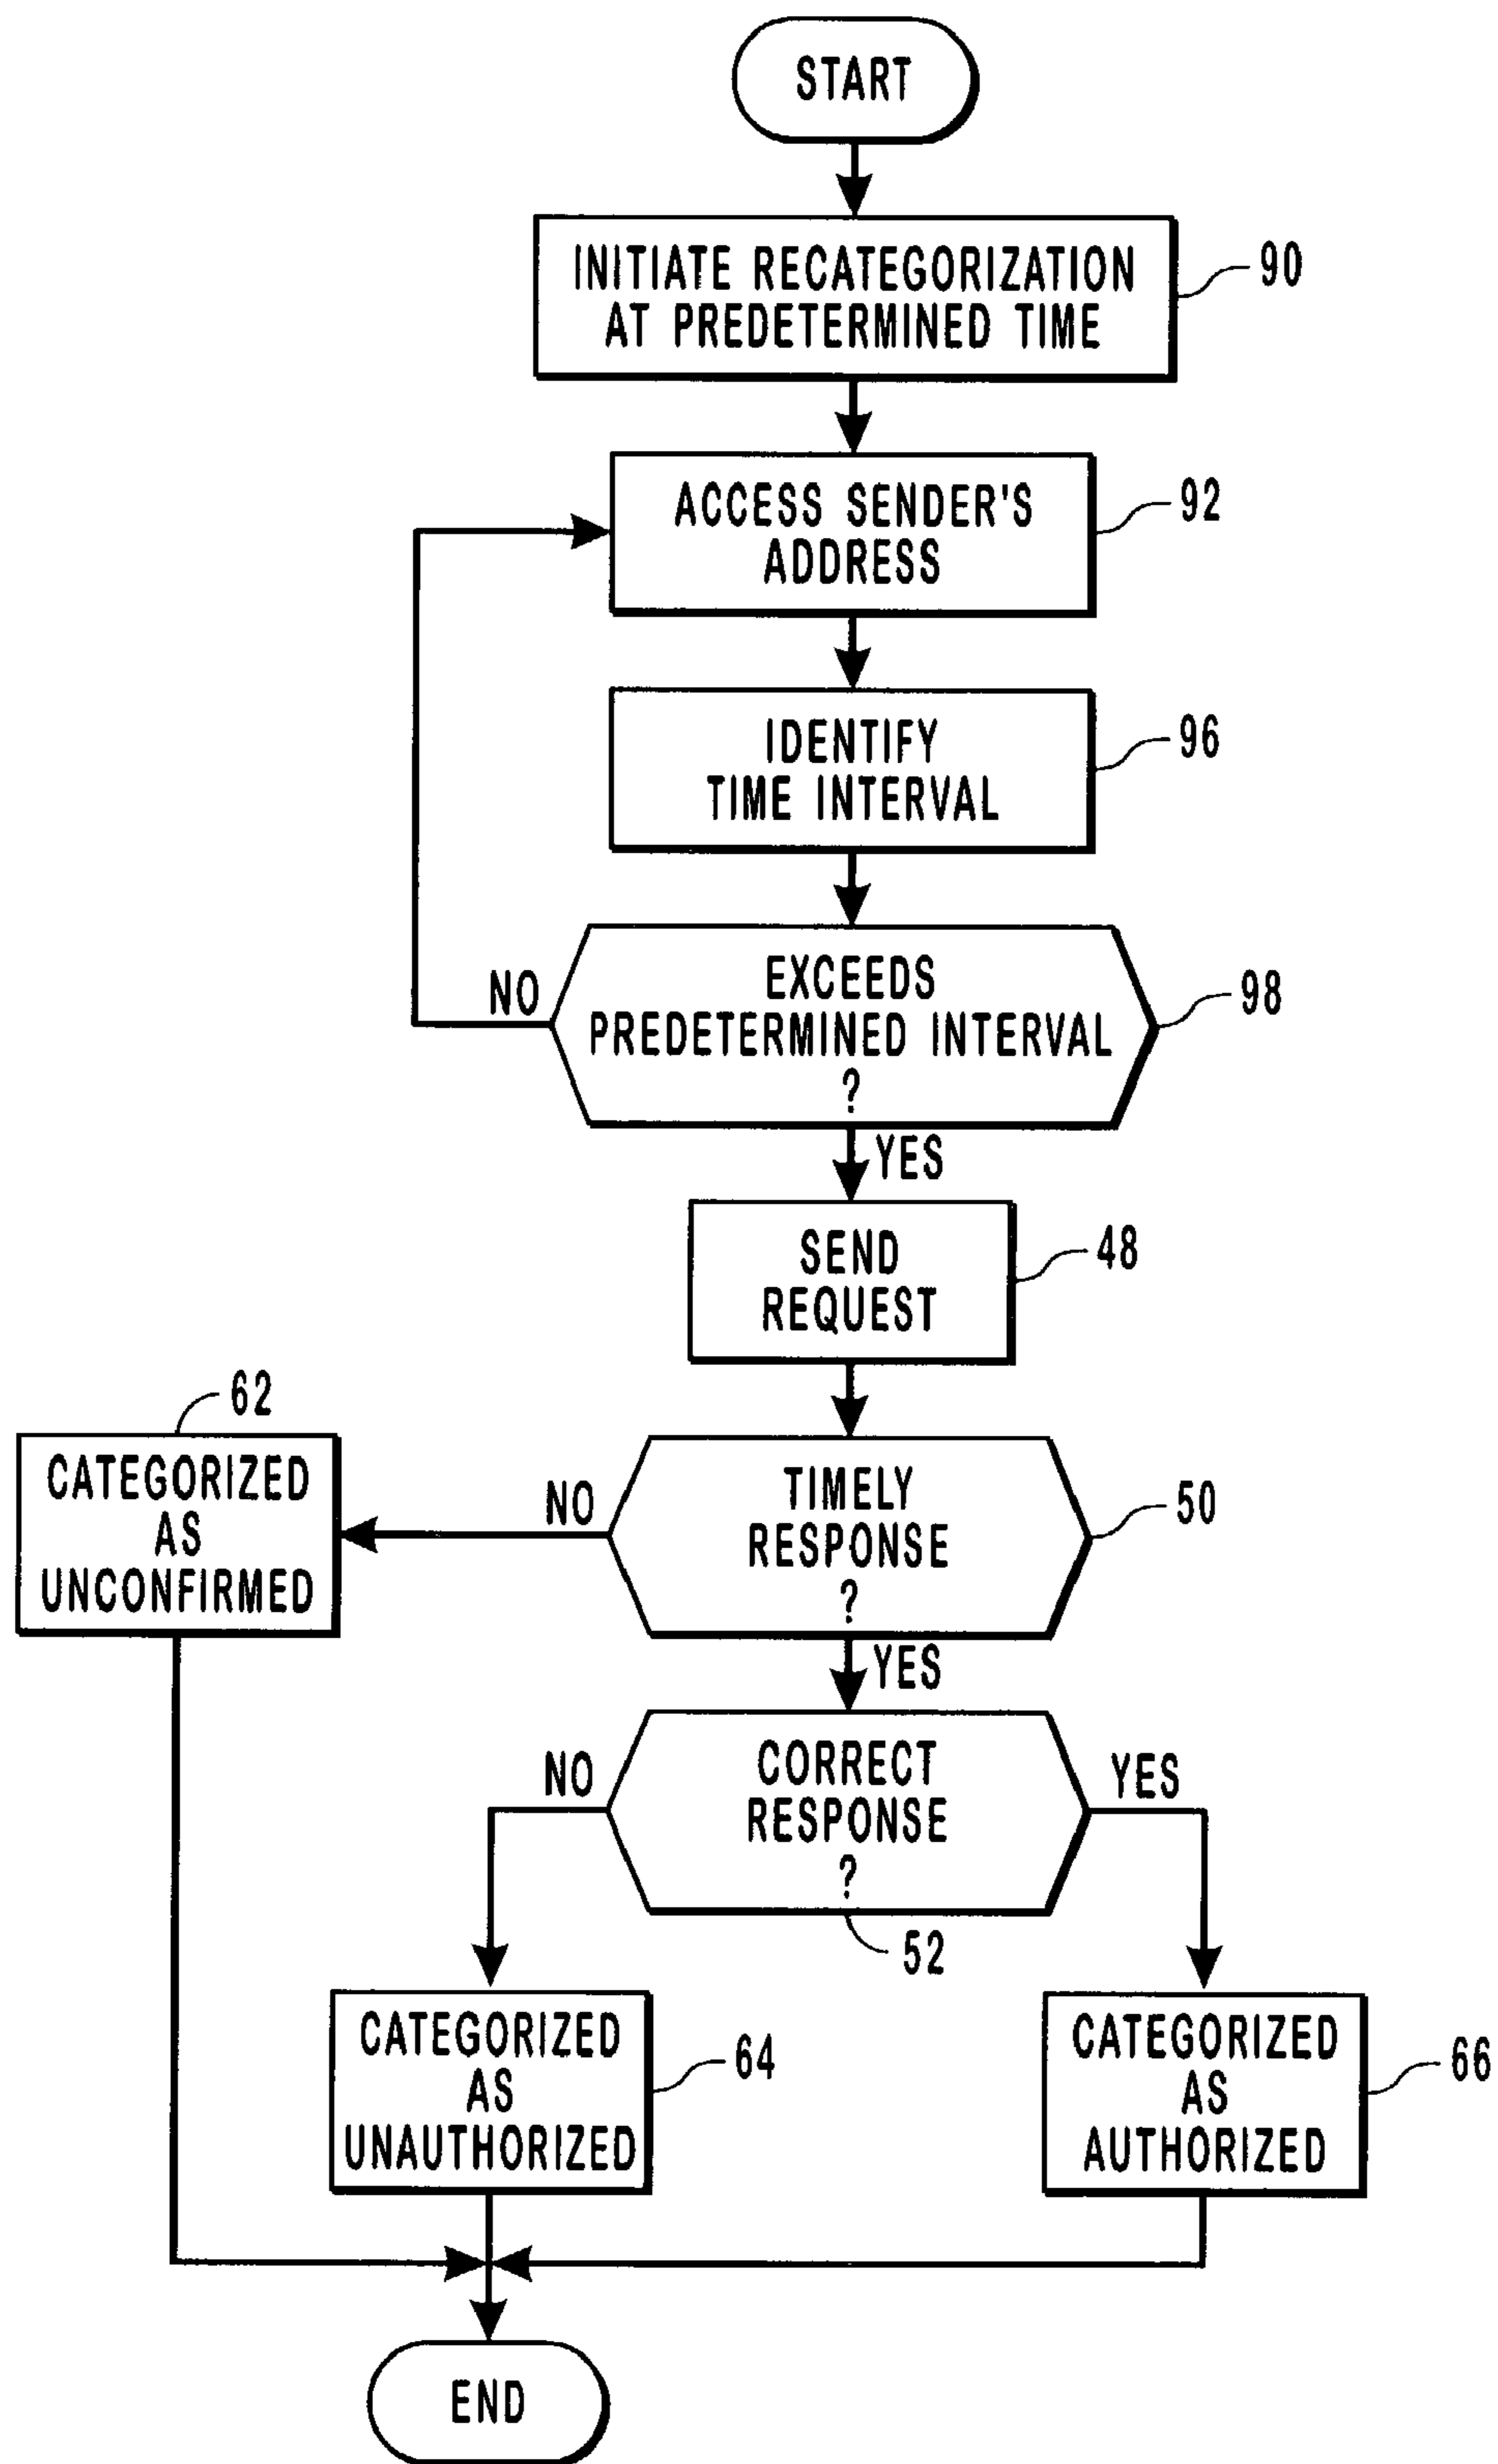 START
INITIATE RECATEGORIZATION
AT PREDETERMINED TIME
90
ACCESS SENDER'S
ADDRESS
92
IDENTIFY
TIME INTERVAL
96
NO
EXCEEDS
PREDETERMINED INTERVAL
?
98
YES
SEND
REQUEST
48
62
CATEGORIZED
AS
UNCONFIRMED
NO
TIMELY
RESPONSE
?
50
YES
NO
CORRECT
RESPONSE
?
YES
52
CATEGORIZED
AS
UNAUTHORIZED
64
CATEGORIZED
AS
AUTHORIZED
66
END